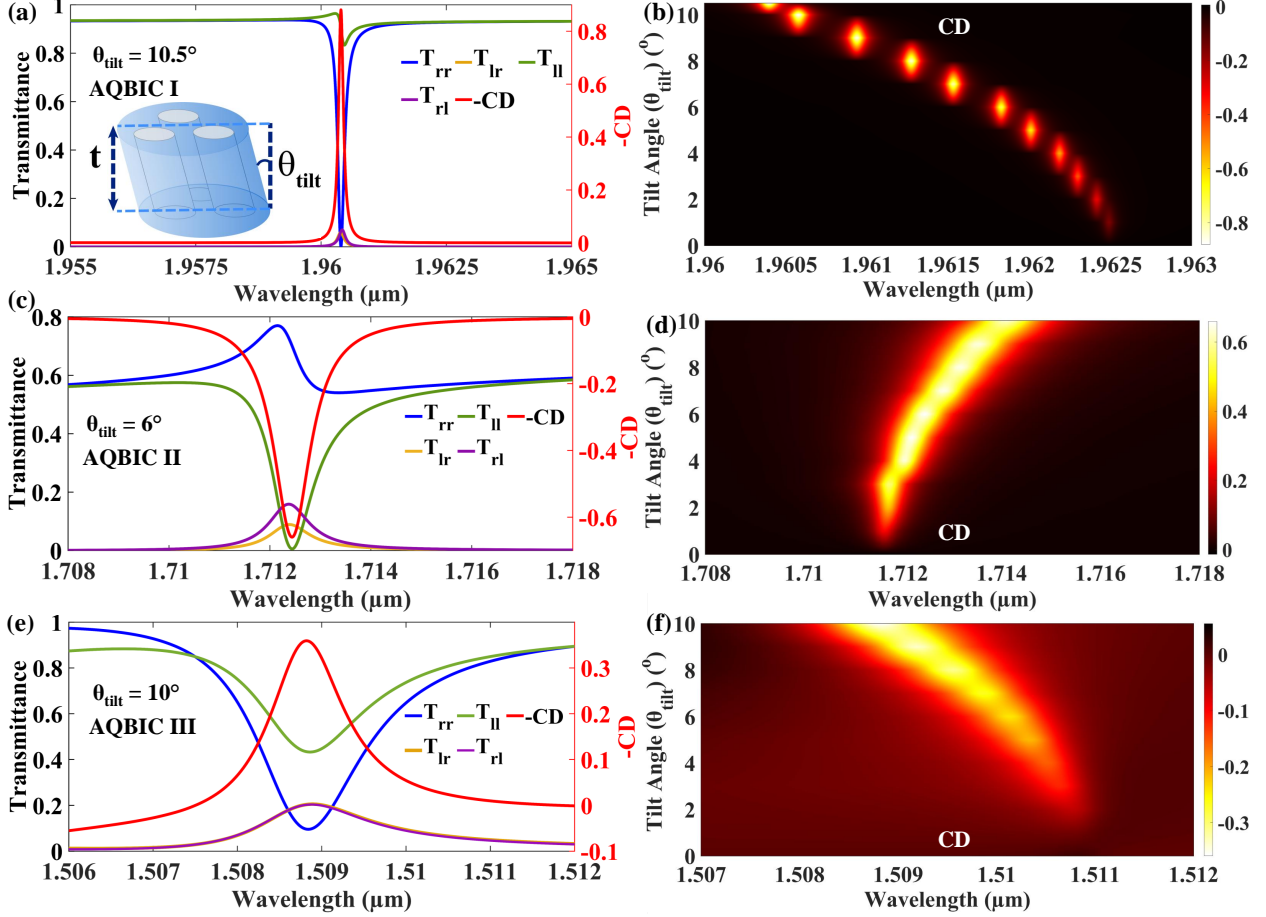 (a)
1
0.8
0.6
0.4
0.2
0
Transmittance
θtilt = 10.5°
AQBIC I
t
θtilt
Trr Tlr Tll
Trl -CD
0.8
0.6
0.4
0.2
0
-CD
1.955 1.9575 1.96 1.9625 1.965
Wavelength (μm)
(b)
CD
10
8
6
4
2
0
Tilt Angle (θtilt) (°)
0
-0.2
-0.4
-0.6
-0.8
1.96 1.9605 1.961 1.9615 1.962 1.9625 1.963
Wavelength (μm)
(c)
0.8
0.6
0.4
0.2
0
Transmittance
θtilt = 6°
AQBIC II
Trr Tll -CD
Tlr Trl
0
-0.2
-0.4
-0.6
-CD
1.708 1.71 1.712 1.714 1.716 1.718
Wavelength (μm)
(d)
CD
10
8
6
4
2
0
Tilt Angle (θtilt) (°)
0.6
0.4
0.2
0
1.708 1.71 1.712 1.714 1.716 1.718
Wavelength (μm)
(e)
1
0.8
0.6
0.4
0.2
0
Transmittance
θtilt = 10°
AQBIC III
Trr Tll -CD
Tlr Trl
0.3
0.2
0.1
0
-0.1
-CD
1.506 1.507 1.508 1.509 1.51 1.511 1.512
Wavelength (μm)
(f)
CD
10
8
6
4
2
0
Tilt Angle (θtilt) (°)
0
-0.1
-0.2
-0.3
1.507 1.508 1.509 1.51 1.511 1.512
Wavelength (μm)